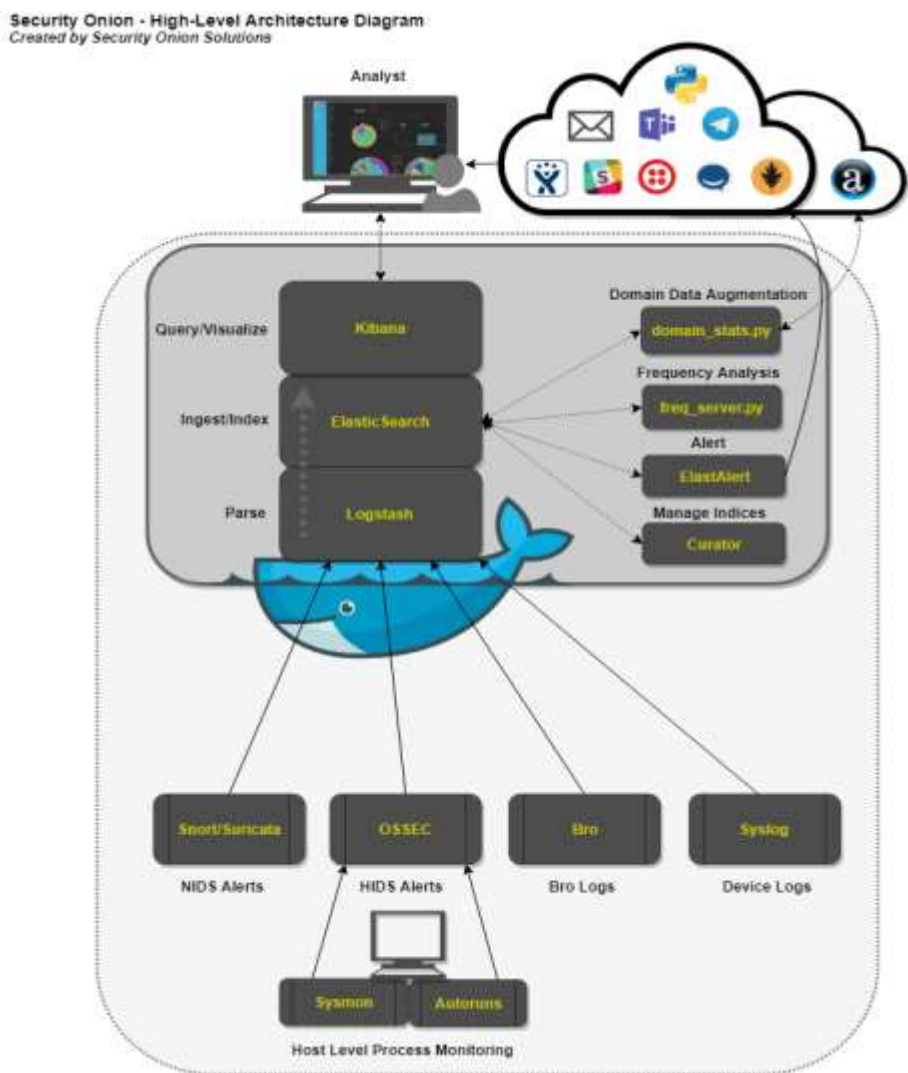 Security Onion - High-Level Architecture Diagram
Created by Security Onion Solutions
Analyst
S
a
Domain Data Augmentation
Query/Visualize
Kibana
domain_stats.py
Frequency Analysis
Ingest/Index
ElasticSearch
freq_server.py
Alert
ElastAlert
Parse
Logstash
Manage Indices
Curator
Snort/Suricata
OSSEC
Bro
Syslog
NIDS Alerts
HIDS Alerts
Bro Logs
Device Logs
Sysmon
Autoruns
Host Level Process Monitoring